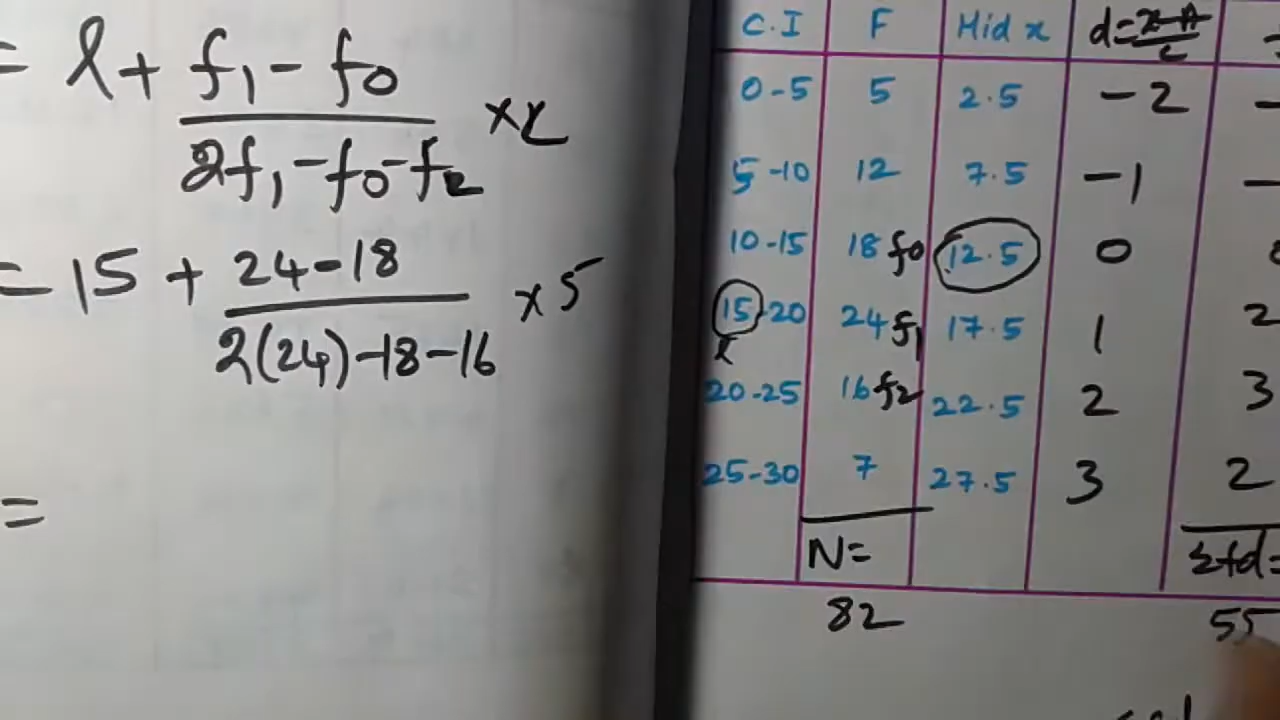 = l + f1 - f0
2f1 - f0 - f2 × c
= 15 + 24 - 18
2(24) - 18 - 16 × 5
=
C.I F Mid x d = x-A
c
0-5 5 2.5 -2
5-10 12 7.5 -1
10-15 18 f0 12.5 0
15-20 24 f1 17.5 1 2
l
20-25 16 f2 22.5 2 3
25-30 7 27.5 3 2
N= Σfd=
82 55